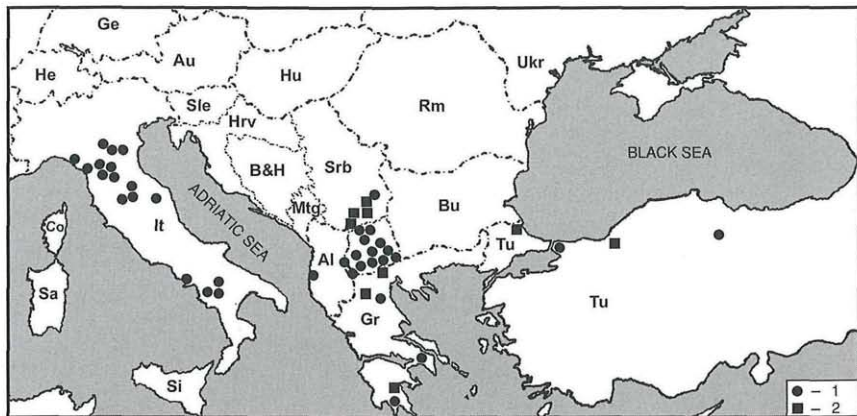 Ge
Ukr
He
Au
Hu
Rm
Sle
Hrv
B&H
Srb
BLACK SEA
ADRIATIC SEA
Mtg
Bu
Co
It
Al
Tu
Sa
Gr
Tu
Si
- 1
- 2